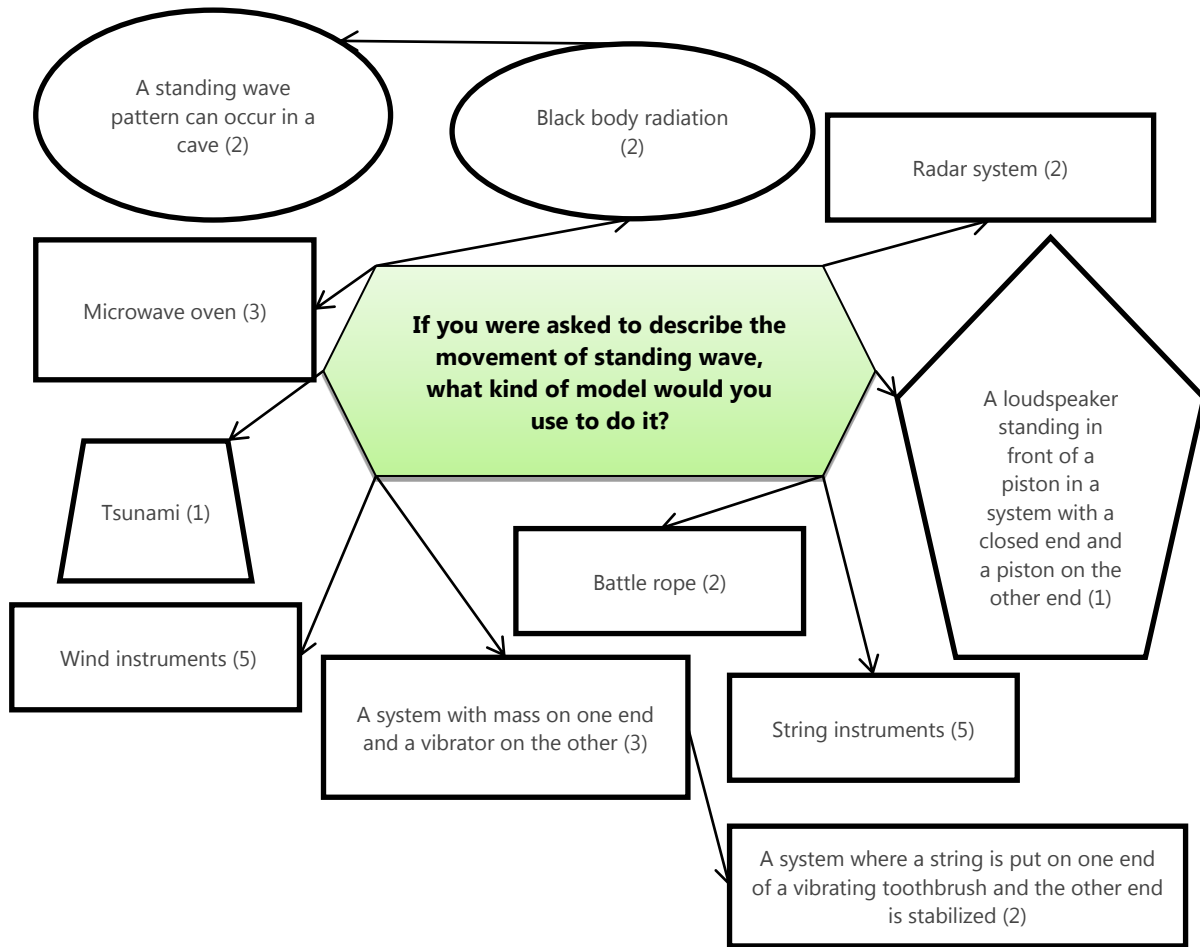 A standing wave
pattern can occur in a
cave (2)
Black body radiation
(2)
Radar system (2)
Microwave oven (3)
If you were asked to describe the
movement of standing wave,
what kind of model would you
use to do it?
A loudspeaker
standing in
front of a
piston in a
system with a
closed end and
a piston on the
other end (1)
Tsunami (1)
Battle rope (2)
Wind instruments (5)
A system with mass on one end
and a vibrator on the other (3)
String instruments (5)
A system where a string is put on one end
of a vibrating toothbrush and the other end
is stabilized (2)